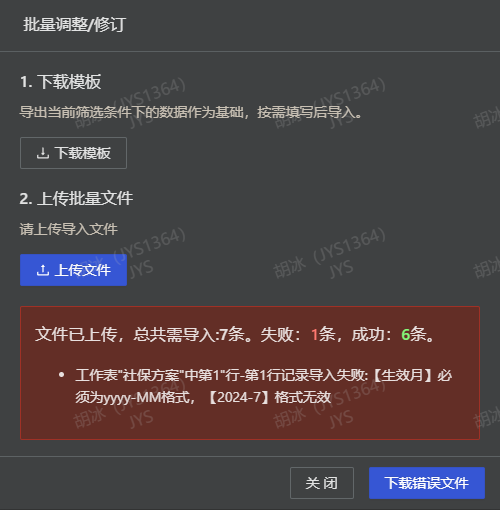 批量调整/修订
1. 下载模板
导出当前筛选条件下的数据作为基础，按需填写后导入。
下载模板
2. 上传批量文件
请上传导入文件
上传文件
文件已上传，总共需导入:7条。失败：1条，成功：6条。
工作表"社保方案"中第1"行-第1行记录导入失败:【生效月】必
须为yyyy-MM格式，【2024-7】格式无效
关 闭
下载错误文件
胡冰（JYS1364）
JYS
胡冰（JYS1364）
JYS
胡冰
胡冰（JYS1364）
JYS
胡冰（JYS1364）
JYS
胡冰
胡冰（JYS1364）
JYS
胡冰（JYS1364）
JYS
胡冰